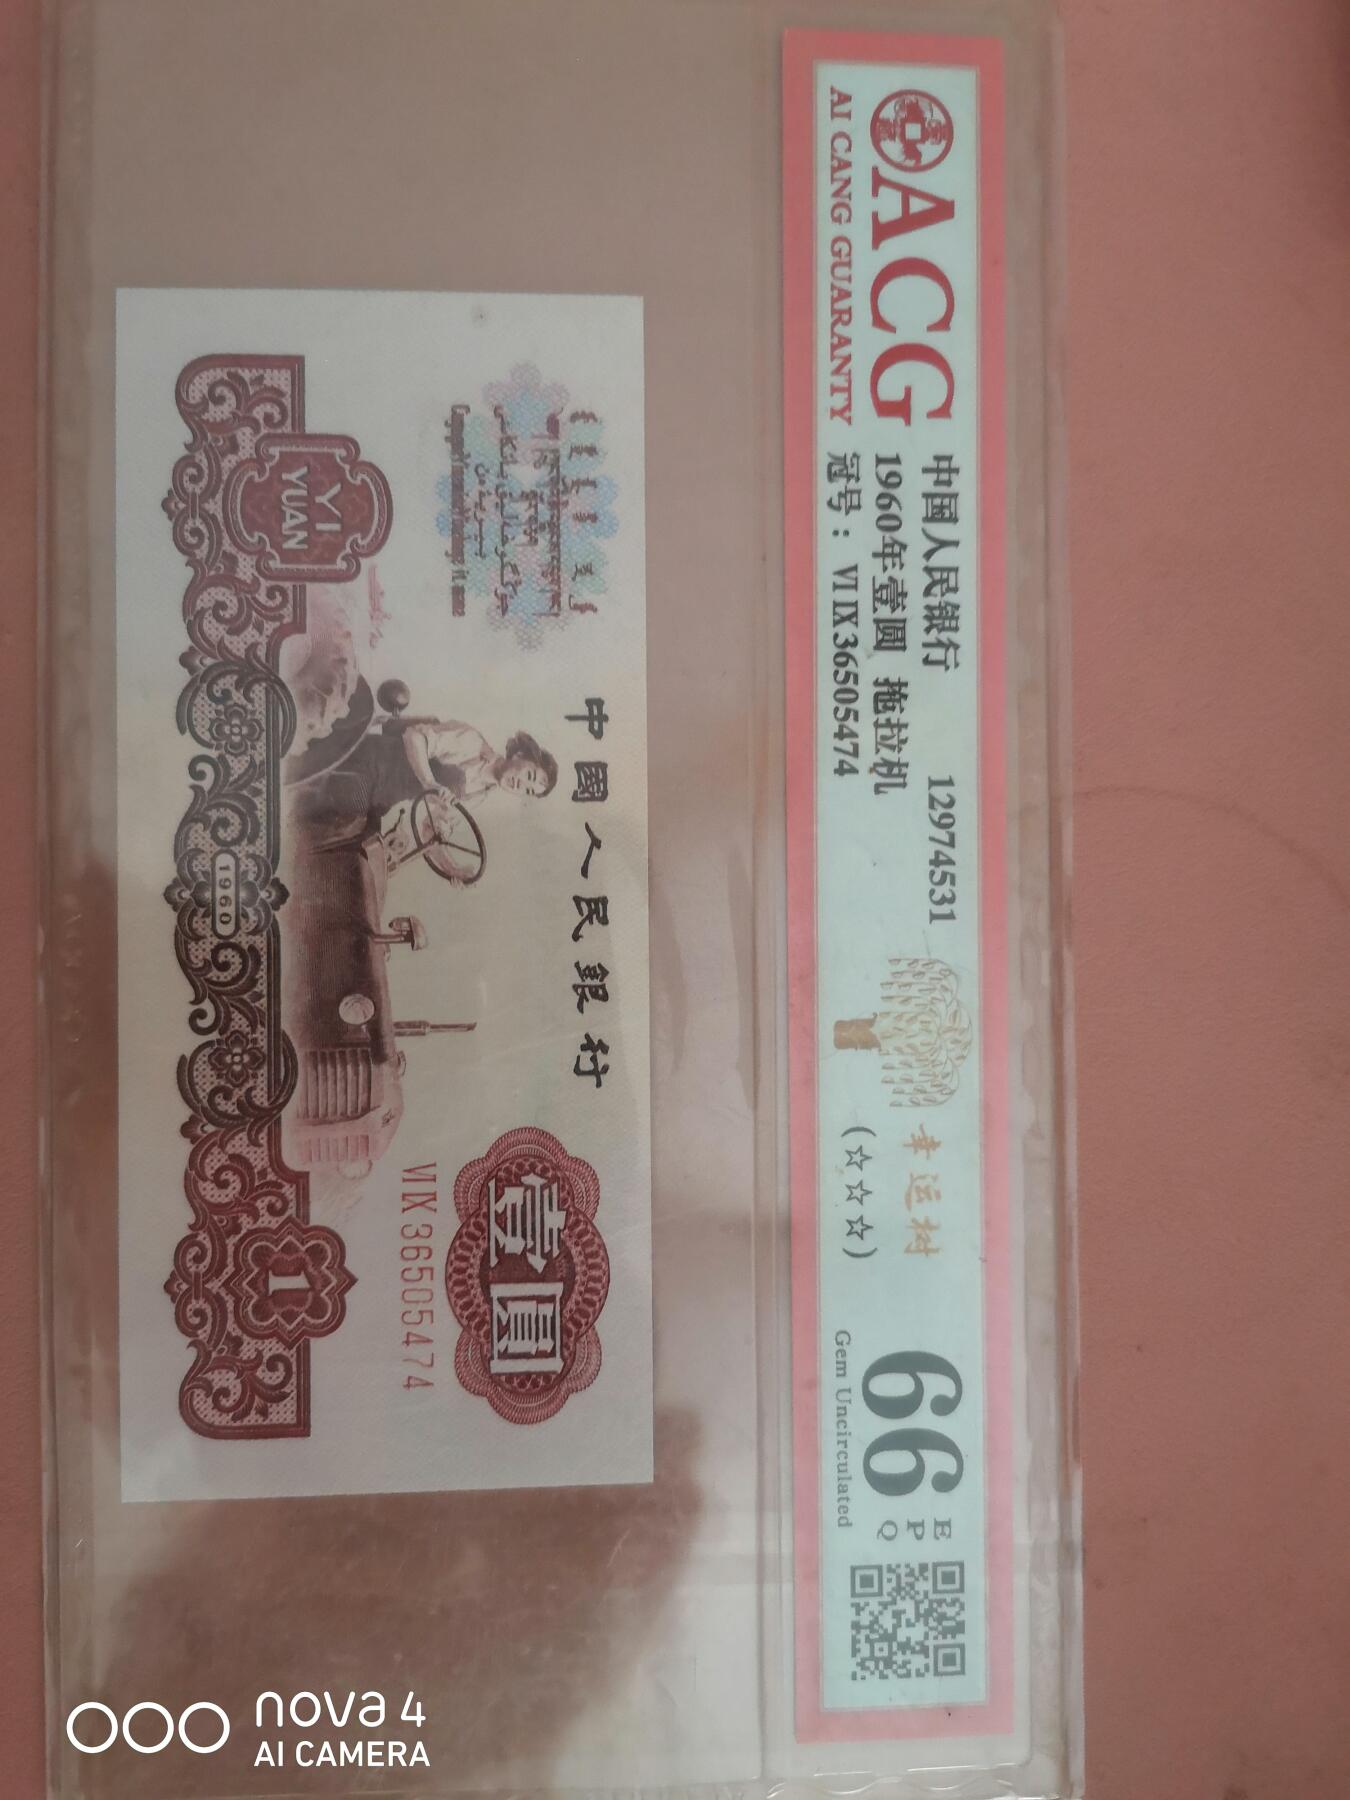 ACG
AI CANG GUARANTY
中国人民银行 12974531
1960年壹圆 拖拉机
冠号：VI IX 36505474
幸运树
(☆☆☆)
66
EPQ
Gem Uncirculated
中國人民銀行
壹圓
VI IX 36505474
YI
YUAN
1960
1
nova 4
AI CAMERA